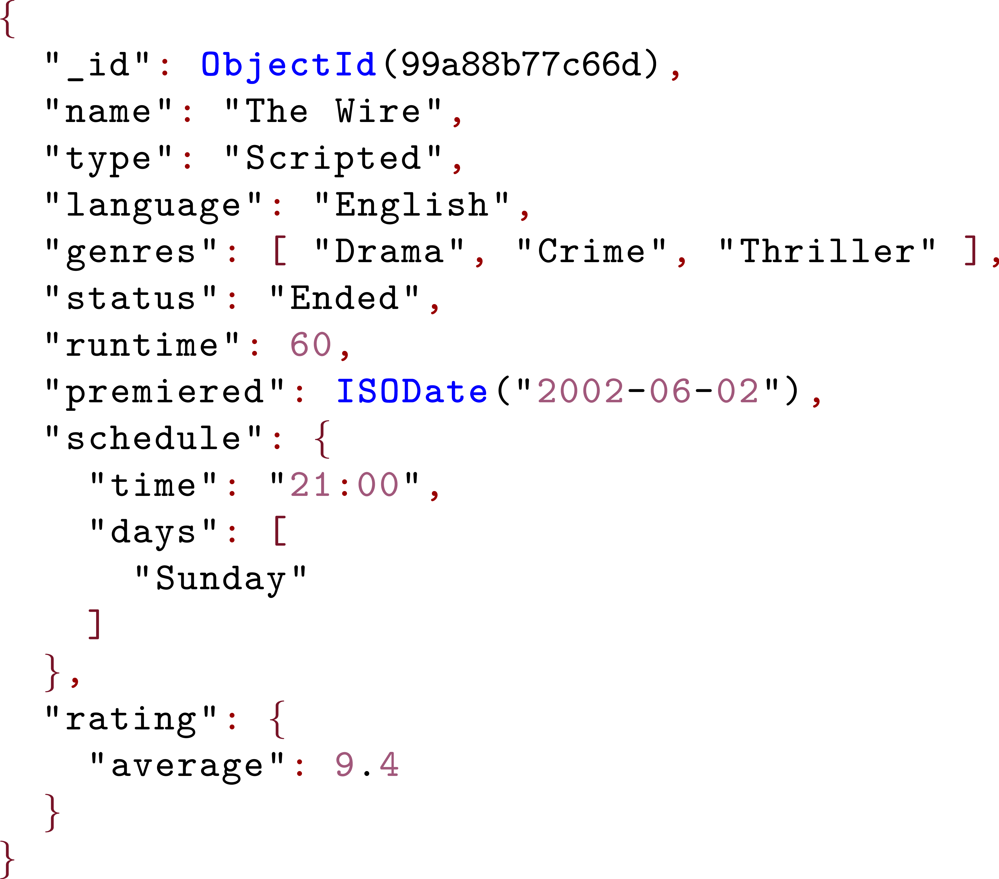 {
  "_id": ObjectId(99a88b77c66d),
  "name": "The Wire",
  "type": "Scripted",
  "language": "English",
  "genres": [ "Drama", "Crime", "Thriller" ],
  "status": "Ended",
  "runtime": 60,
  "premiered": ISODate("2002-06-02"),
  "schedule": {
    "time": "21:00",
    "days": [
      "Sunday"
    ]
  },
  "rating": {
    "average": 9.4
  }
}